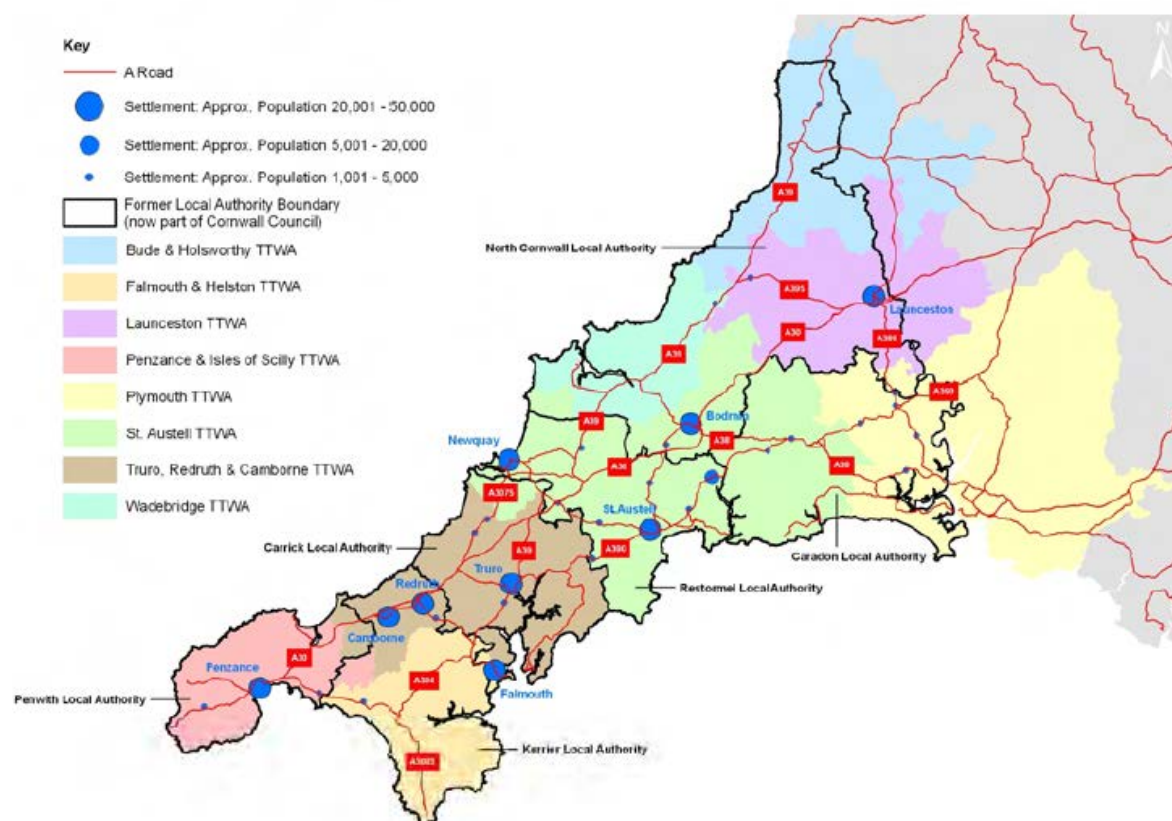 Key
A Road
Settlement: Approx. Population 20,001 - 50,000
Settlement: Approx. Population 5,001 - 20,000
Settlement: Approx. Population 1,001 - 5,000
Former Local Authority Boundary
(now part of Cornwall Council)
Bude & Holsworthy TTWA
Falmouth & Helston TTWA
Launceston TTWA
Penzance & Isles of Scilly TTWA
Plymouth TTWA
St. Austell TTWA
Truro, Redruth & Camborne TTWA
Wadebridge TTWA
N
A39
North Cornwall Local Authority
A395
Launceston
A30
A39
Bodmin
A39
A38
Newquay
A30
A3075
St. Austell
Caradon Local Authority
Carrick Local Authority
A39
A390
Truro
Restormel Local Authority
Redruth
Camborne
A30
Penzance
A394
Falmouth
Penwith Local Authority
Kerrier Local Authority
A3083